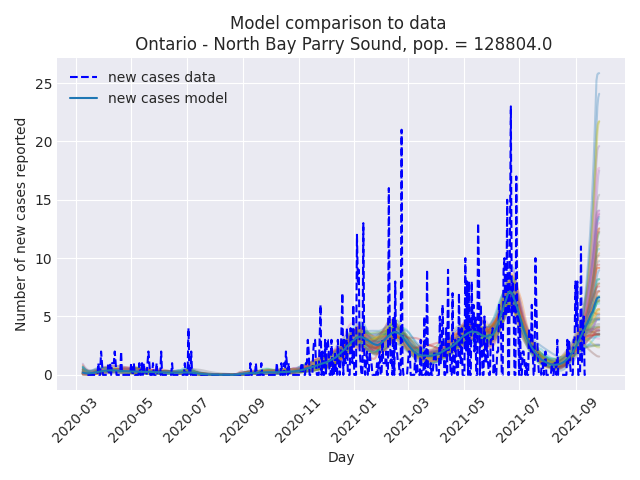 Model comparison to data
Ontario - North Bay Parry Sound, pop. = 128804.0
new cases data
new cases model
Number of new cases reported
25
20
15
10
5
0
2020-03
2020-05
2020-07
2020-09
2020-11
2021-01
2021-03
2021-05
2021-07
2021-09
Day